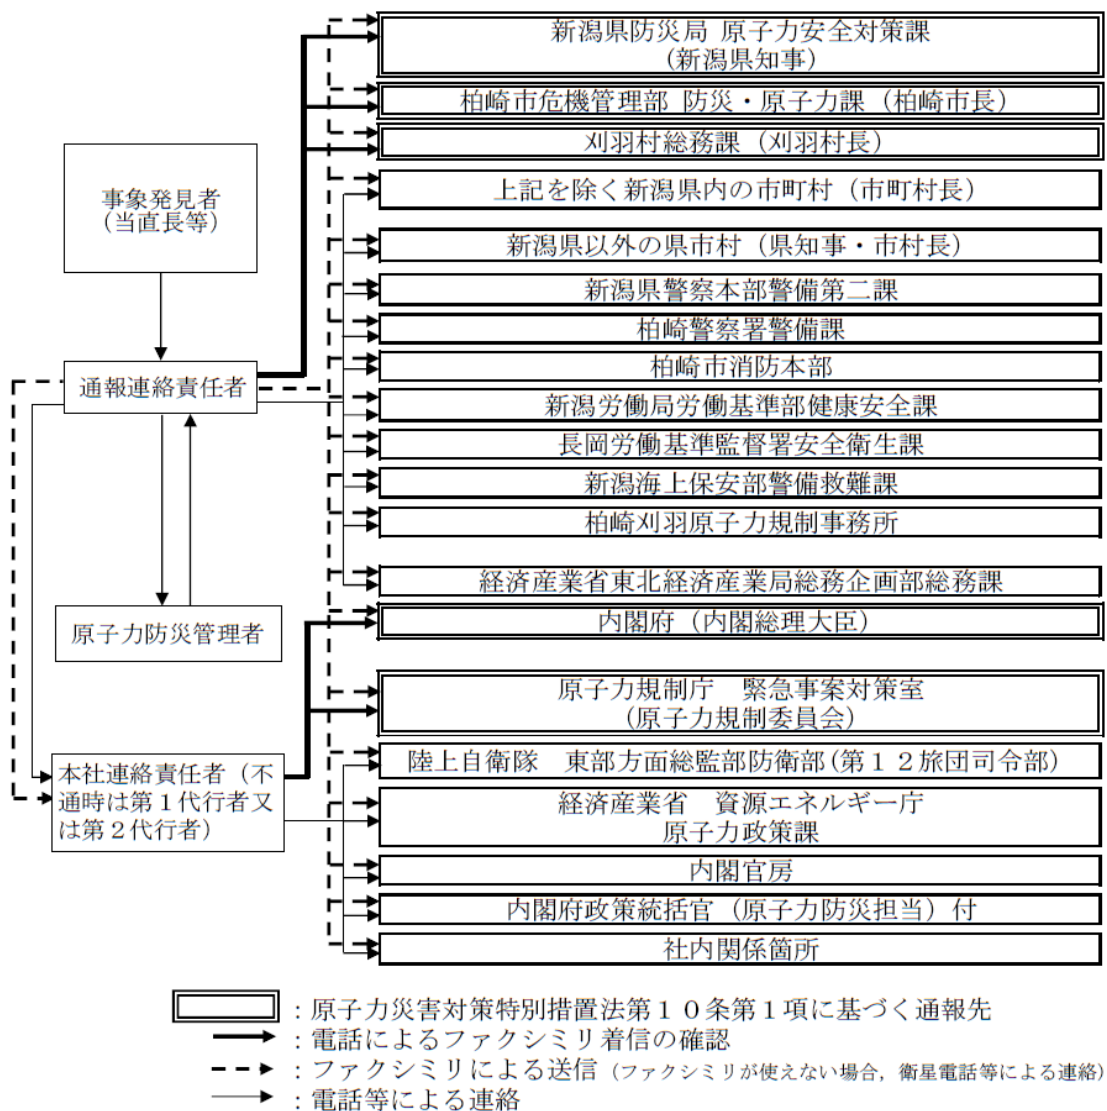 新潟県防災局 原子力安全対策課
(新潟県知事)
柏崎市危機管理部 防災・原子力課（柏崎市長）
刈羽村総務課（刈羽村長）
上記を除く新潟県内の市町村（市町村長）
新潟県以外の県市村（県知事・市村長）
新潟県警察本部警備第二課
柏崎警察署警備課
柏崎市消防本部
新潟労働局労働基準部健康安全課
長岡労働基準監督署安全衛生課
新潟海上保安部警備救難課
柏崎刈羽原子力規制事務所
経済産業省東北経済産業局総務企画部総務課
内閣府（内閣総理大臣）
原子力規制庁　緊急事案対策室
(原子力規制委員会)
陸上自衛隊　東部方面総監部防衛部(第１２旅団司令部)
経済産業省　資源エネルギー庁
原子力政策課
内閣官房
内閣府政策統括官（原子力防災担当）付
社内関係箇所
事象発見者
（当直長等）
通報連絡責任者
原子力防災管理者
本社連絡責任者（不
通時は第１代行者又
は第２代行者）
：原子力災害対策特別措置法第１０条第１項に基づく通報先
：電話によるファクシミリ着信の確認
：ファクシミリによる送信（ファクシミリが使えない場合，衛星電話等による連絡）
：電話等による連絡